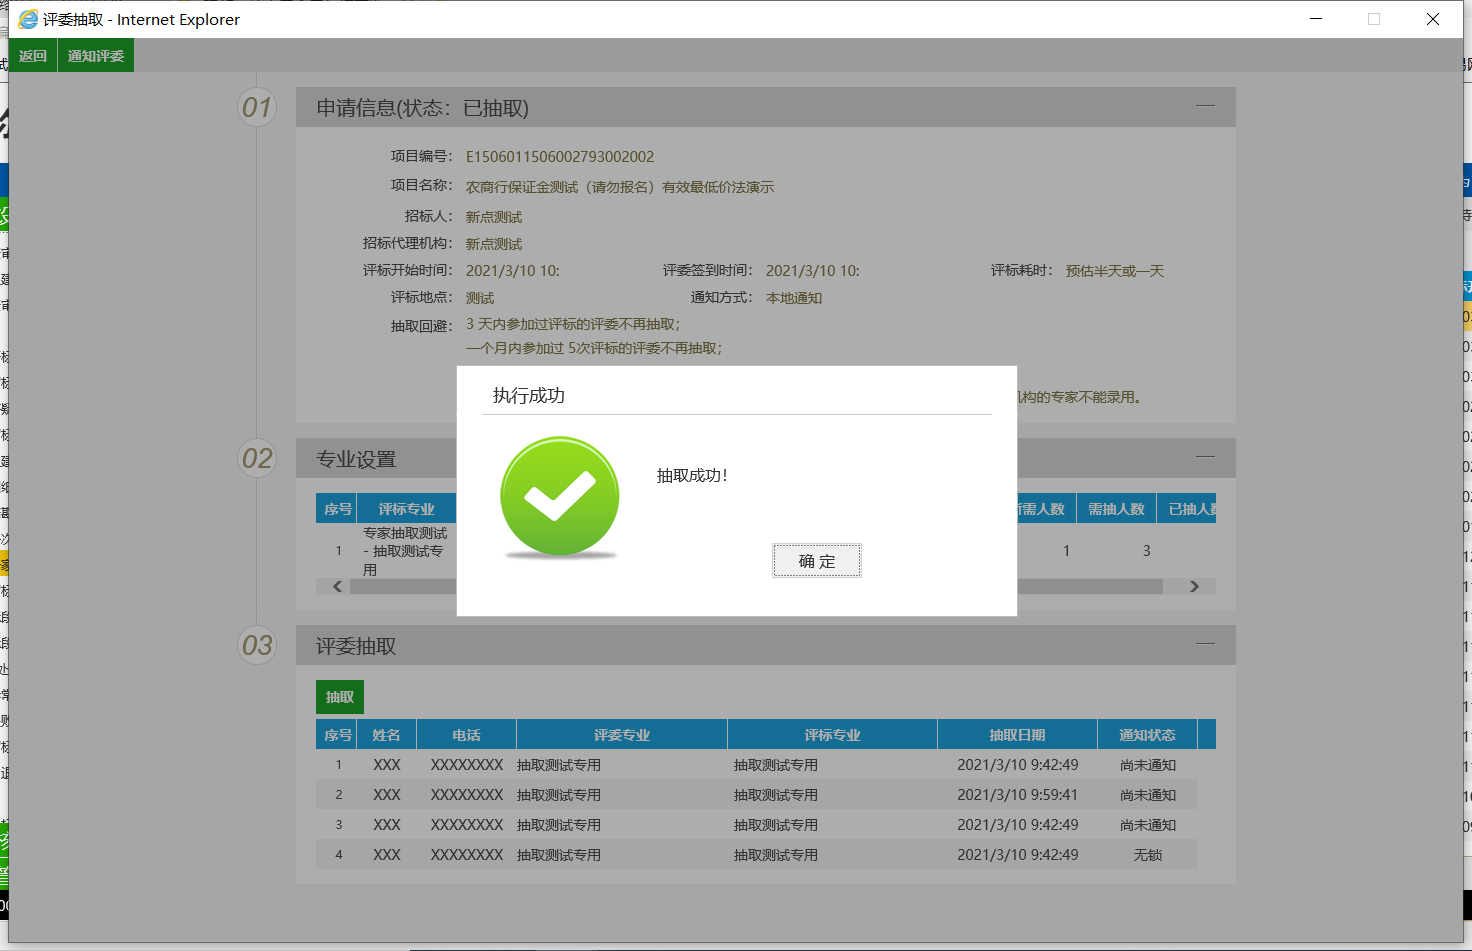 评委抽取 - Internet Explorer
返回 通知评委
01 申请信息(状态：已抽取)
项目编号： E1506011506002793002002
项目名称： 农商行保证金测试（请勿报名）有效最低价法演示
招标人： 新点测试
招标代理机构： 新点测试
评标开始时间： 2021/3/10 10: 评委签到时间： 2021/3/10 10: 评标耗时： 预估半天或一天
评标地点： 测试 通知方式： 本地通知
抽取回避： 3 天内参加过评标的评委不再抽取;
一个月内参加过 5次评标的评委不再抽取;
机构的专家不能录用。
执行成功
抽取成功!
确 定
02 专业设置
序号 评标专业 所需人数 需抽人数 已抽人数
1 专家抽取测试 1 3
- 抽取测试专
用
03 评委抽取
抽取
序号 姓名 电话 评委专业 评标专业 抽取日期 通知状态
1 XXX XXXXXXXX 抽取测试专用 抽取测试专用 2021/3/10 9:42:49 尚未通知
2 XXX XXXXXXXX 抽取测试专用 抽取测试专用 2021/3/10 9:59:41 尚未通知
3 XXX XXXXXXXX 抽取测试专用 抽取测试专用 2021/3/10 9:42:49 尚未通知
4 XXX XXXXXXXX 抽取测试专用 抽取测试专用 2021/3/10 9:42:49 无锁